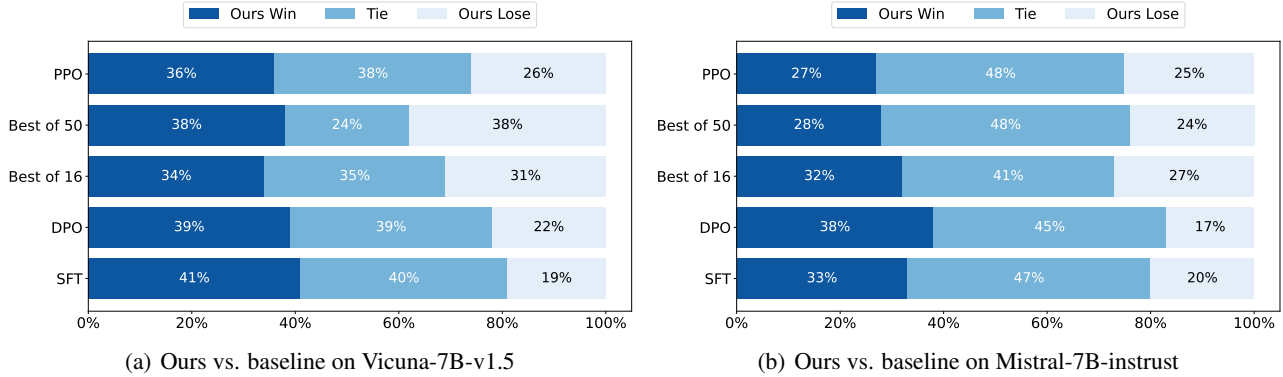 Ours Win Tie Ours Lose
PPO 36% 38% 26%
Best of 50 38% 24% 38%
Best of 16 34% 35% 31%
DPO 39% 39% 22%
SFT 41% 40% 19%
0% 20% 40% 60% 80% 100%
(a) Ours vs. baseline on Vicuna-7B-v1.5
Ours Win Tie Ours Lose
PPO 27% 48% 25%
Best of 50 28% 48% 24%
Best of 16 32% 41% 27%
DPO 38% 45% 17%
SFT 33% 47% 20%
0% 20% 40% 60% 80% 100%
(b) Ours vs. baseline on Mistral-7B-instrust